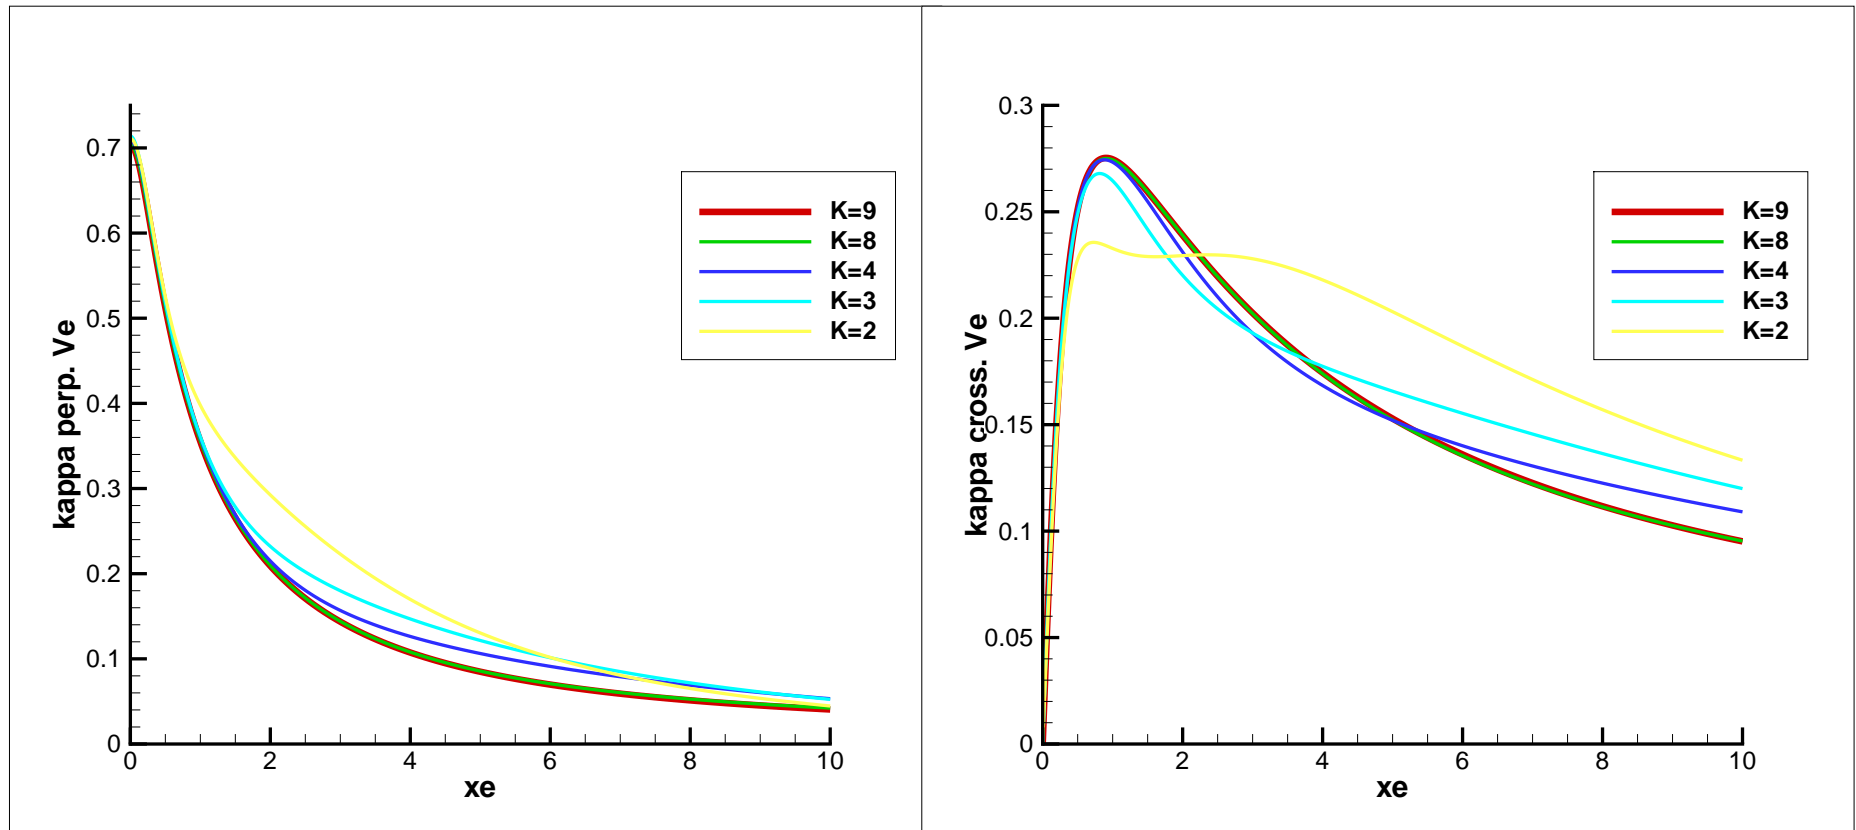 kappa perp. Ve
0.7
0.6
0.5
0.4
0.3
0.2
0.1
0
0 2 4 6 8 10
xe
K=9
K=8
K=4
K=3
K=2
kappa cross. Ve
0.3
0.25
0.2
0.15
0.1
0.05
0
0 2 4 6 8 10
xe
K=9
K=8
K=4
K=3
K=2